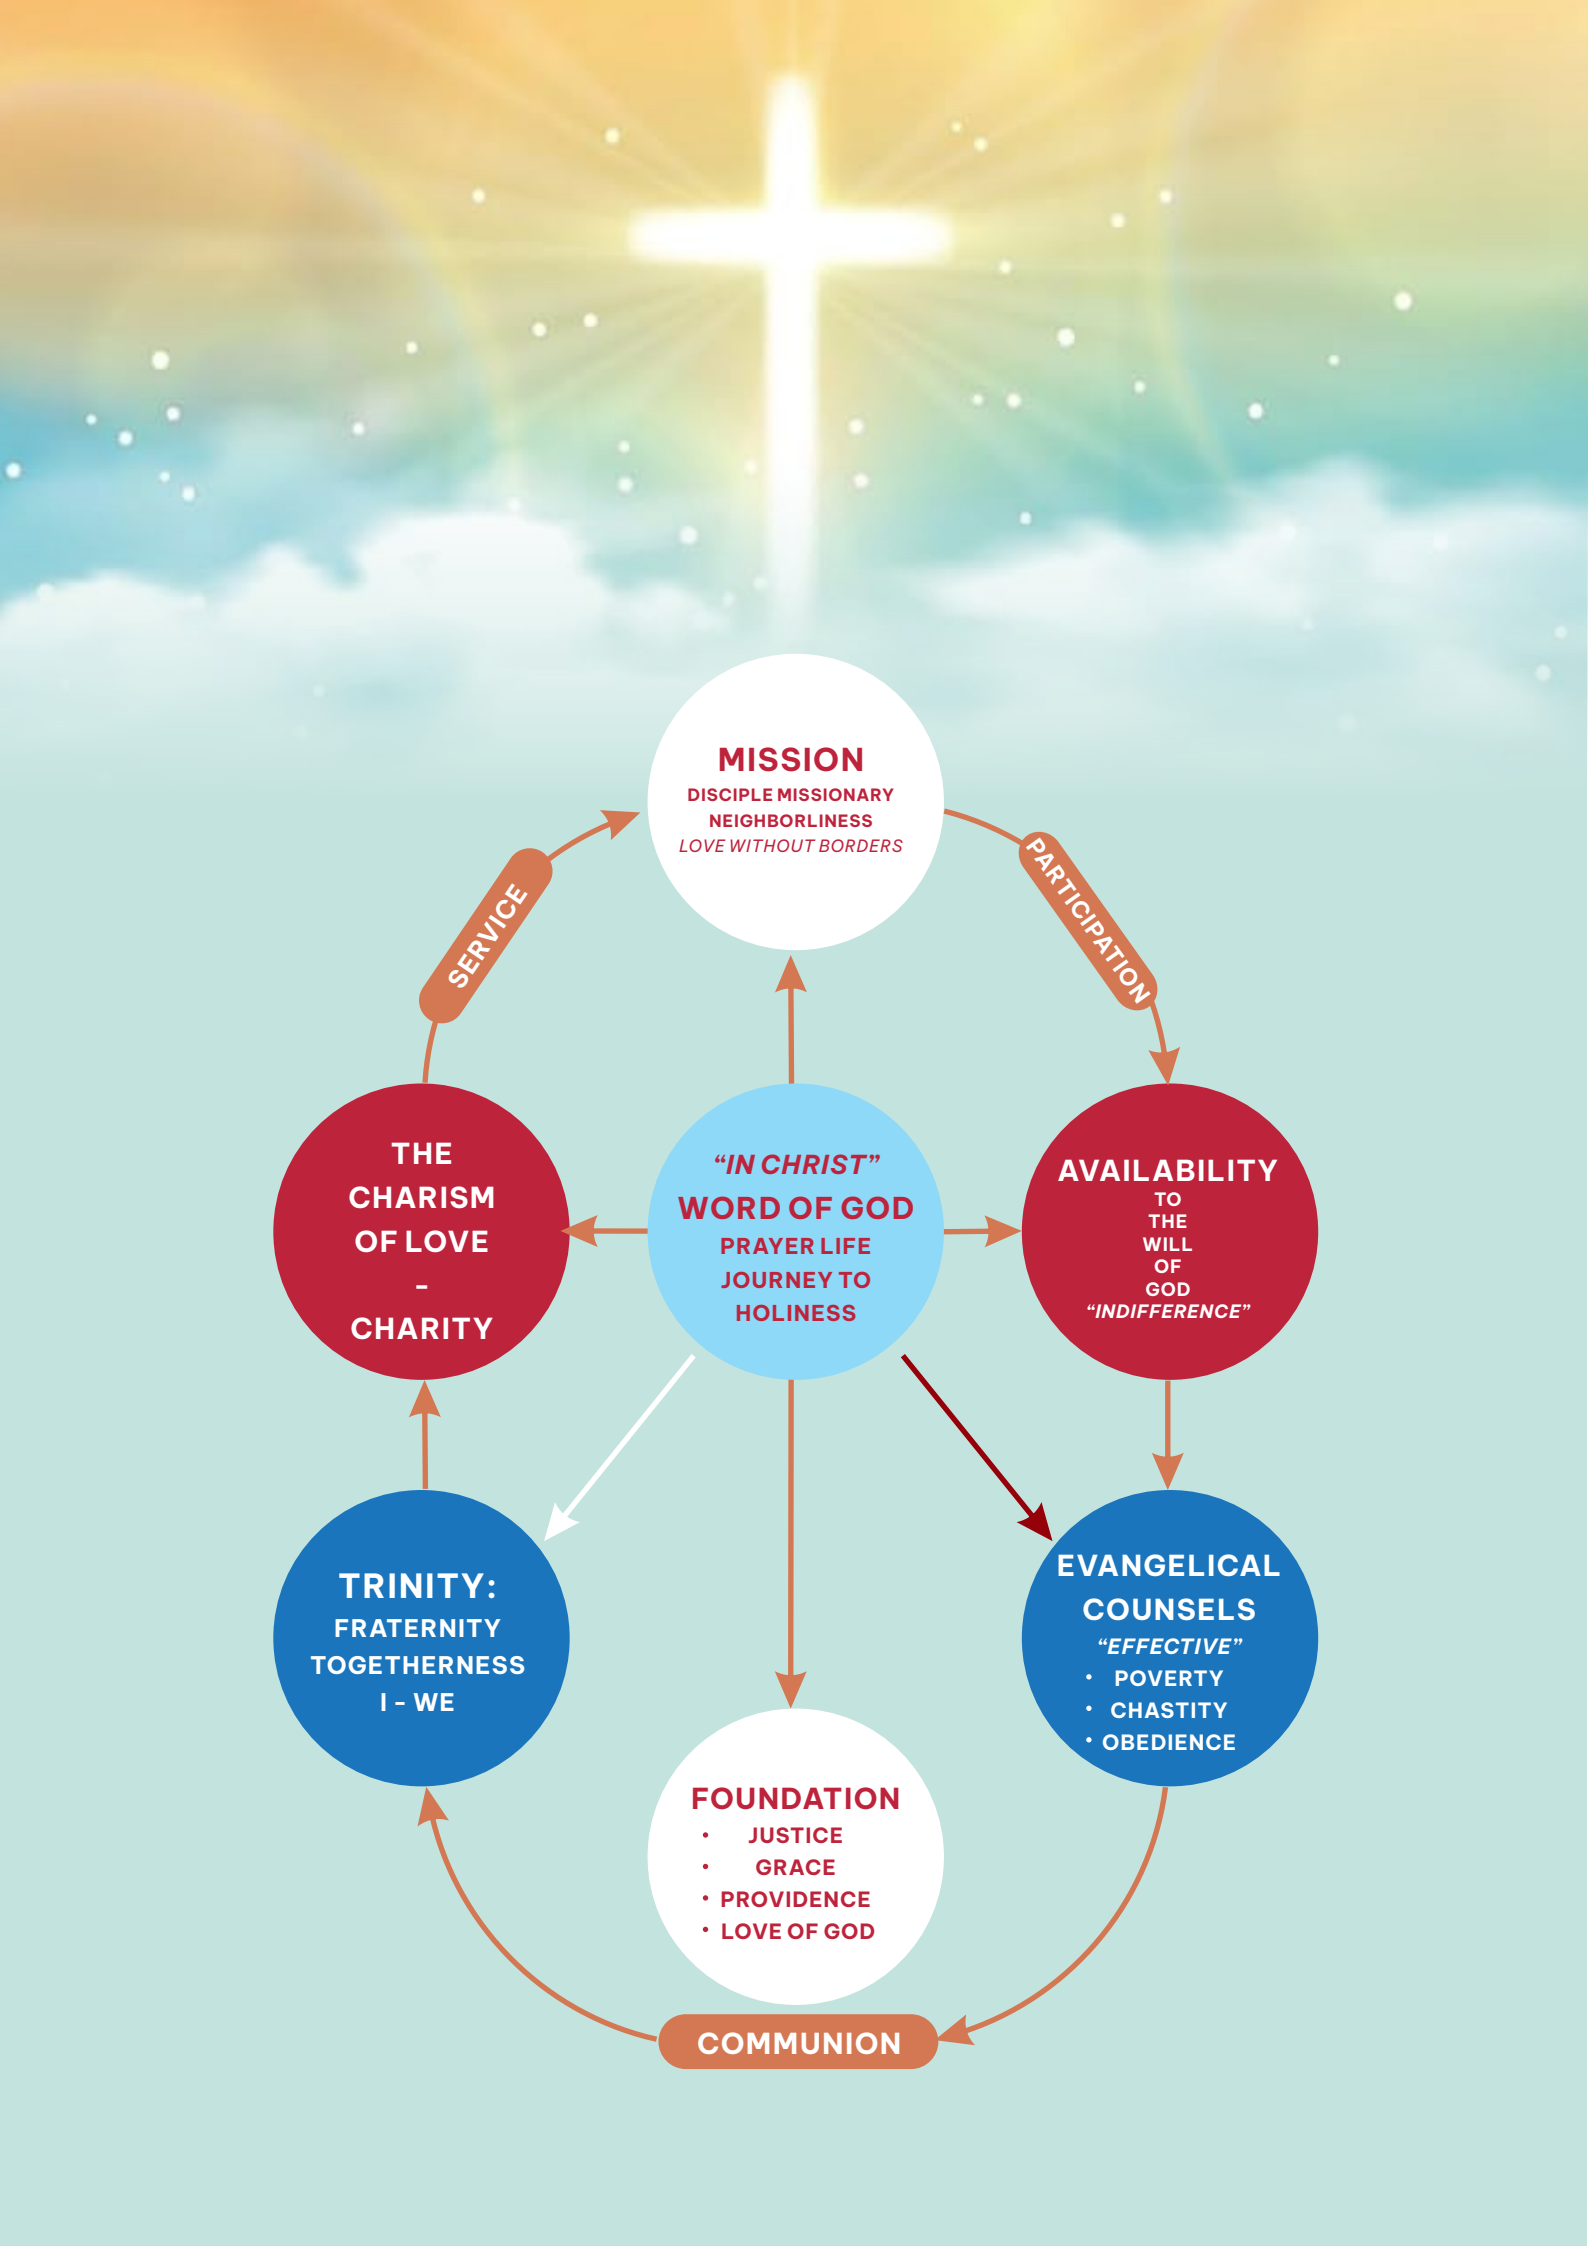 MISSION
DISCIPLE MISSIONARY
NEIGHBORLINESS
LOVE WITHOUT BORDERS
SERVICE
PARTICIPATION
THE
CHARISM
OF LOVE
-
CHARITY
“IN CHRIST”
WORD OF GOD
PRAYER LIFE
JOURNEY TO
HOLINESS
AVAILABILITY
TO
THE
WILL
OF
GOD
“INDIFFERENCE”
TRINITY:
FRATERNITY
TOGETHERNESS
I - WE
EVANGELICAL
COUNSELS
“EFFECTIVE”
• POVERTY
• CHASTITY
• OBEDIENCE
FOUNDATION
• JUSTICE
• GRACE
• PROVIDENCE
• LOVE OF GOD
COMMUNION